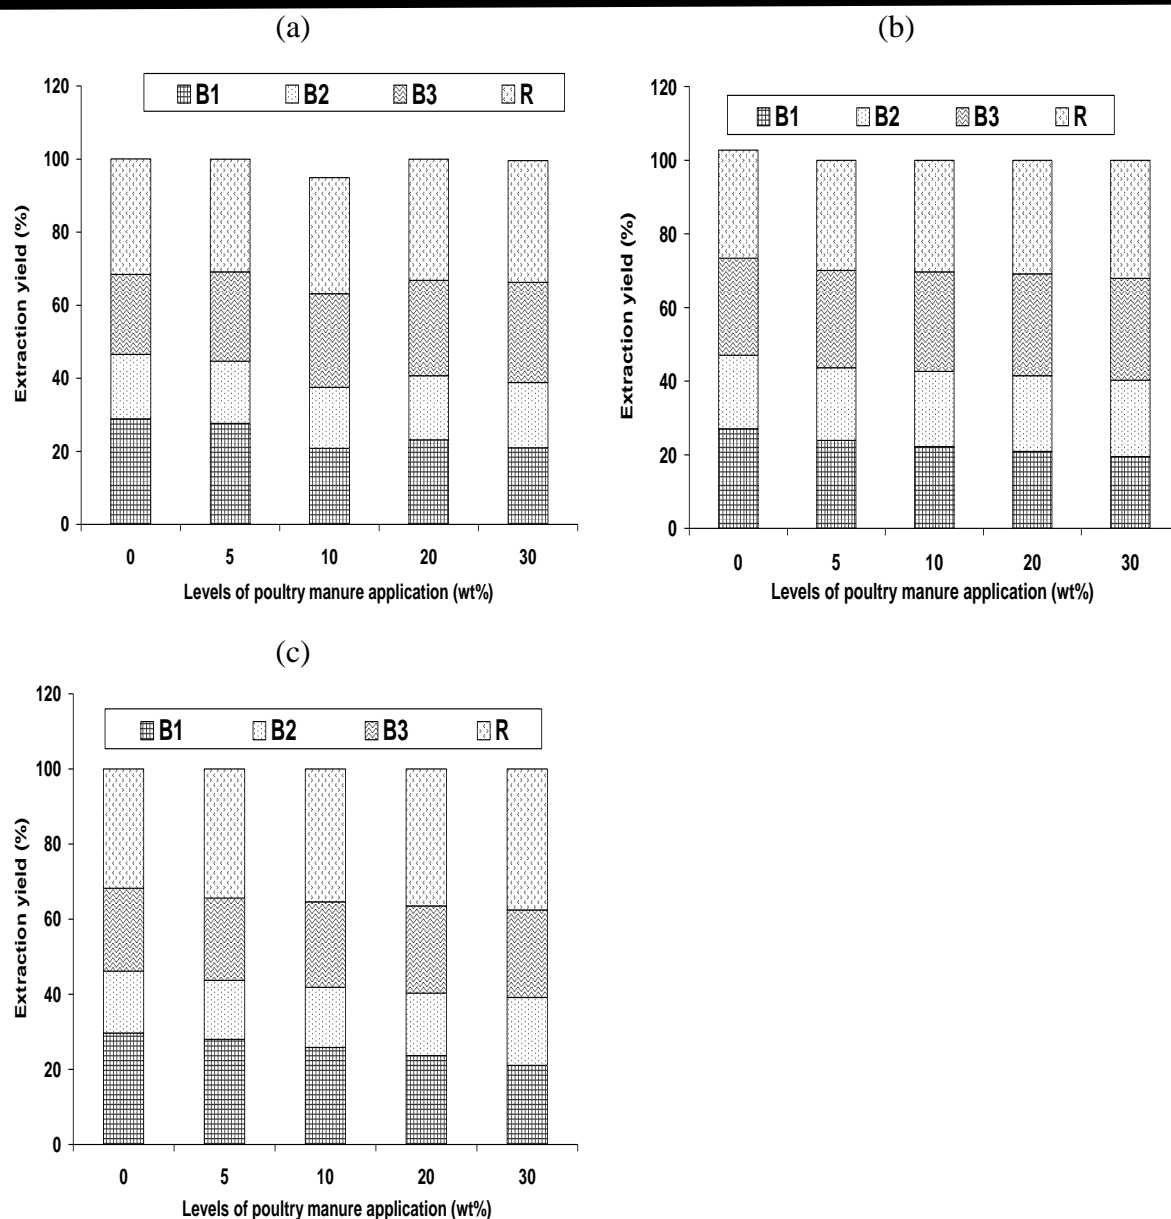 (a)
B1 B2 B3 R
120
100
80
60
40
20
0
Extraction yield (%)
0 5 10 20 30
Levels of poultry manure application (wt%)
(b)
B1 B2 B3 R
120
100
80
60
40
20
0
Extraction yield (%)
0 5 10 20 30
Levels of poultry manure application (wt%)
(c)
B1 B2 B3 R
120
100
80
60
40
20
0
Extraction yield (%)
0 5 10 20 30
Levels of poultry manure application (wt%)